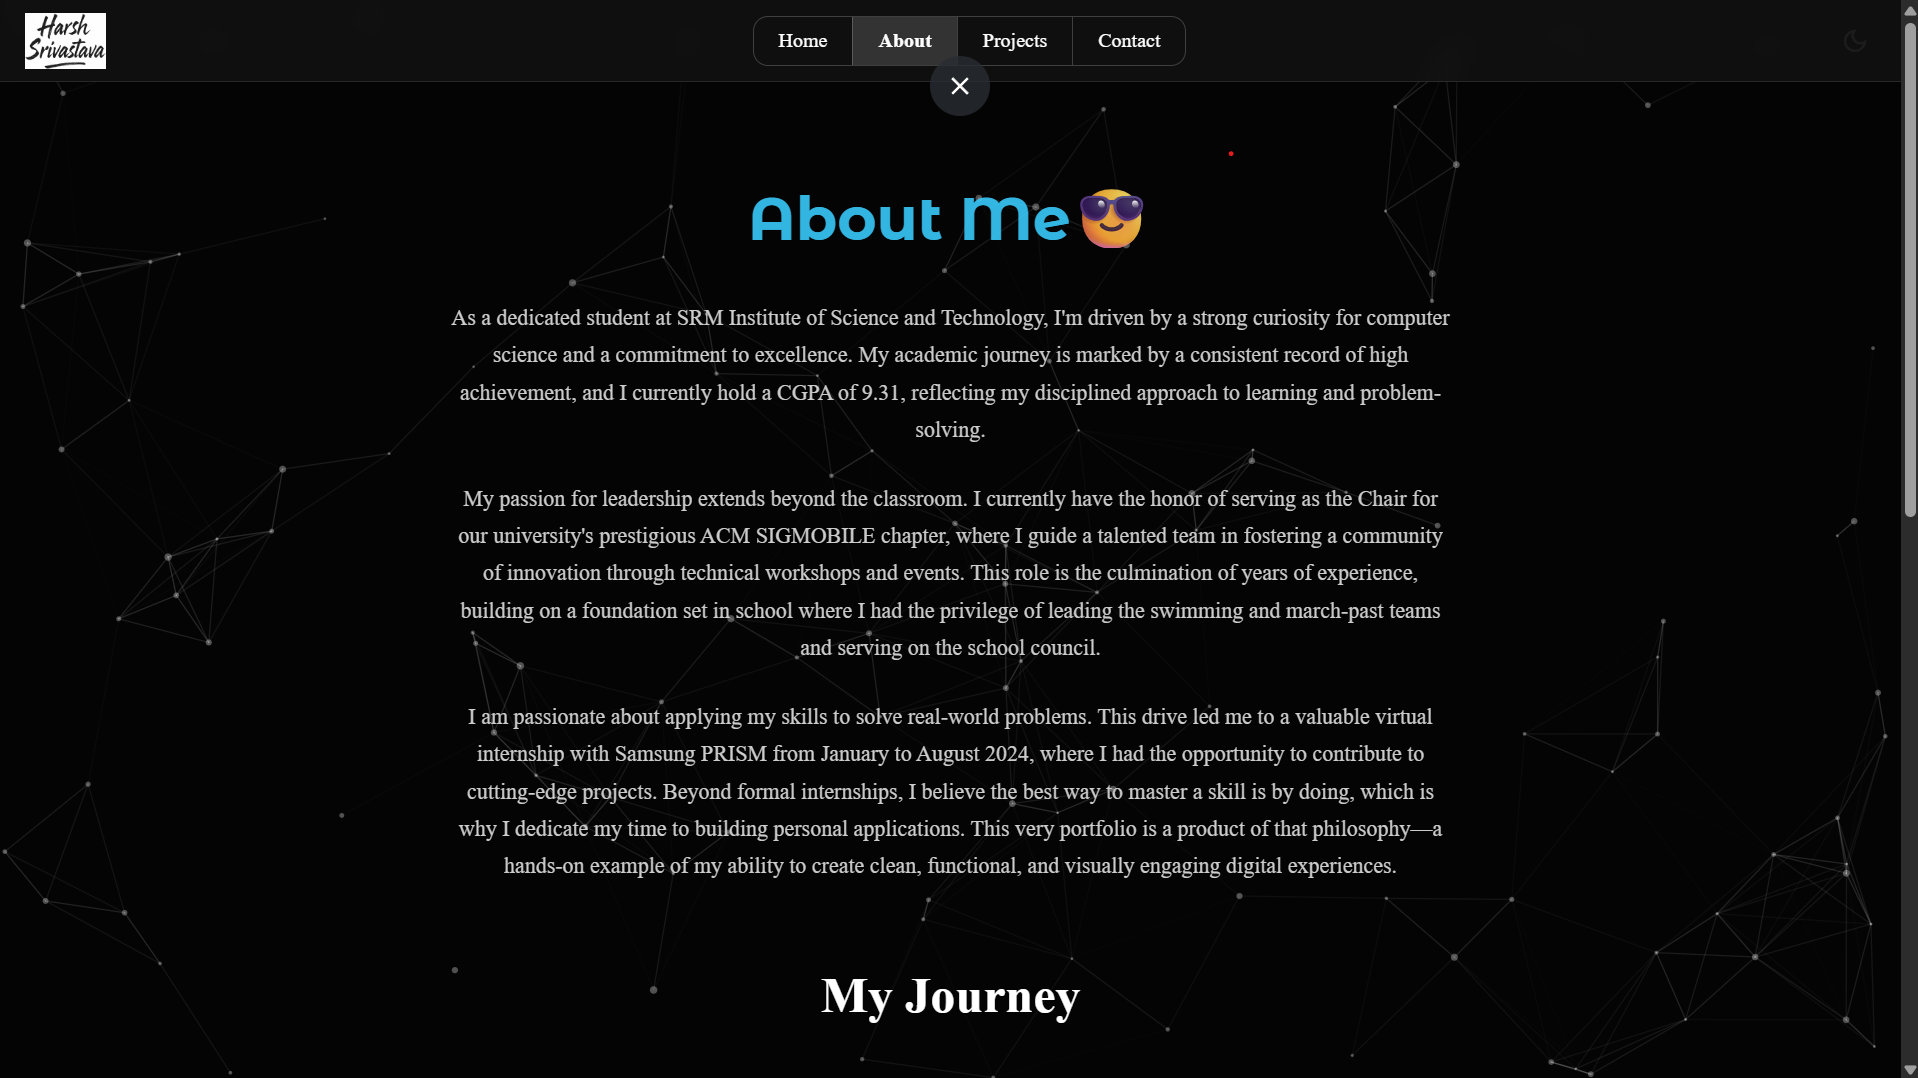 Harsh
Srivastava
Home
About
Projects
Contact
About Me
As a dedicated student at SRM Institute of Science and Technology, I'm driven by a strong curiosity for computer
science and a commitment to excellence. My academic journey is marked by a consistent record of high
achievement, and I currently hold a CGPA of 9.31, reflecting my disciplined approach to learning and problem-
solving.
My passion for leadership extends beyond the classroom. I currently have the honor of serving as the Chair for
our university's prestigious ACM SIGMOBILE chapter, where I guide a talented team in fostering a community
of innovation through technical workshops and events. This role is the culmination of years of experience,
building on a foundation set in school where I had the privilege of leading the swimming and march-past teams
and serving on the school council.
I am passionate about applying my skills to solve real-world problems. This drive led me to a valuable virtual
internship with Samsung PRISM from January to August 2024, where I had the opportunity to contribute to
cutting-edge projects. Beyond formal internships, I believe the best way to master a skill is by doing, which is
why I dedicate my time to building personal applications. This very portfolio is a product of that philosophy—a
hands-on example of my ability to create clean, functional, and visually engaging digital experiences.
My Journey